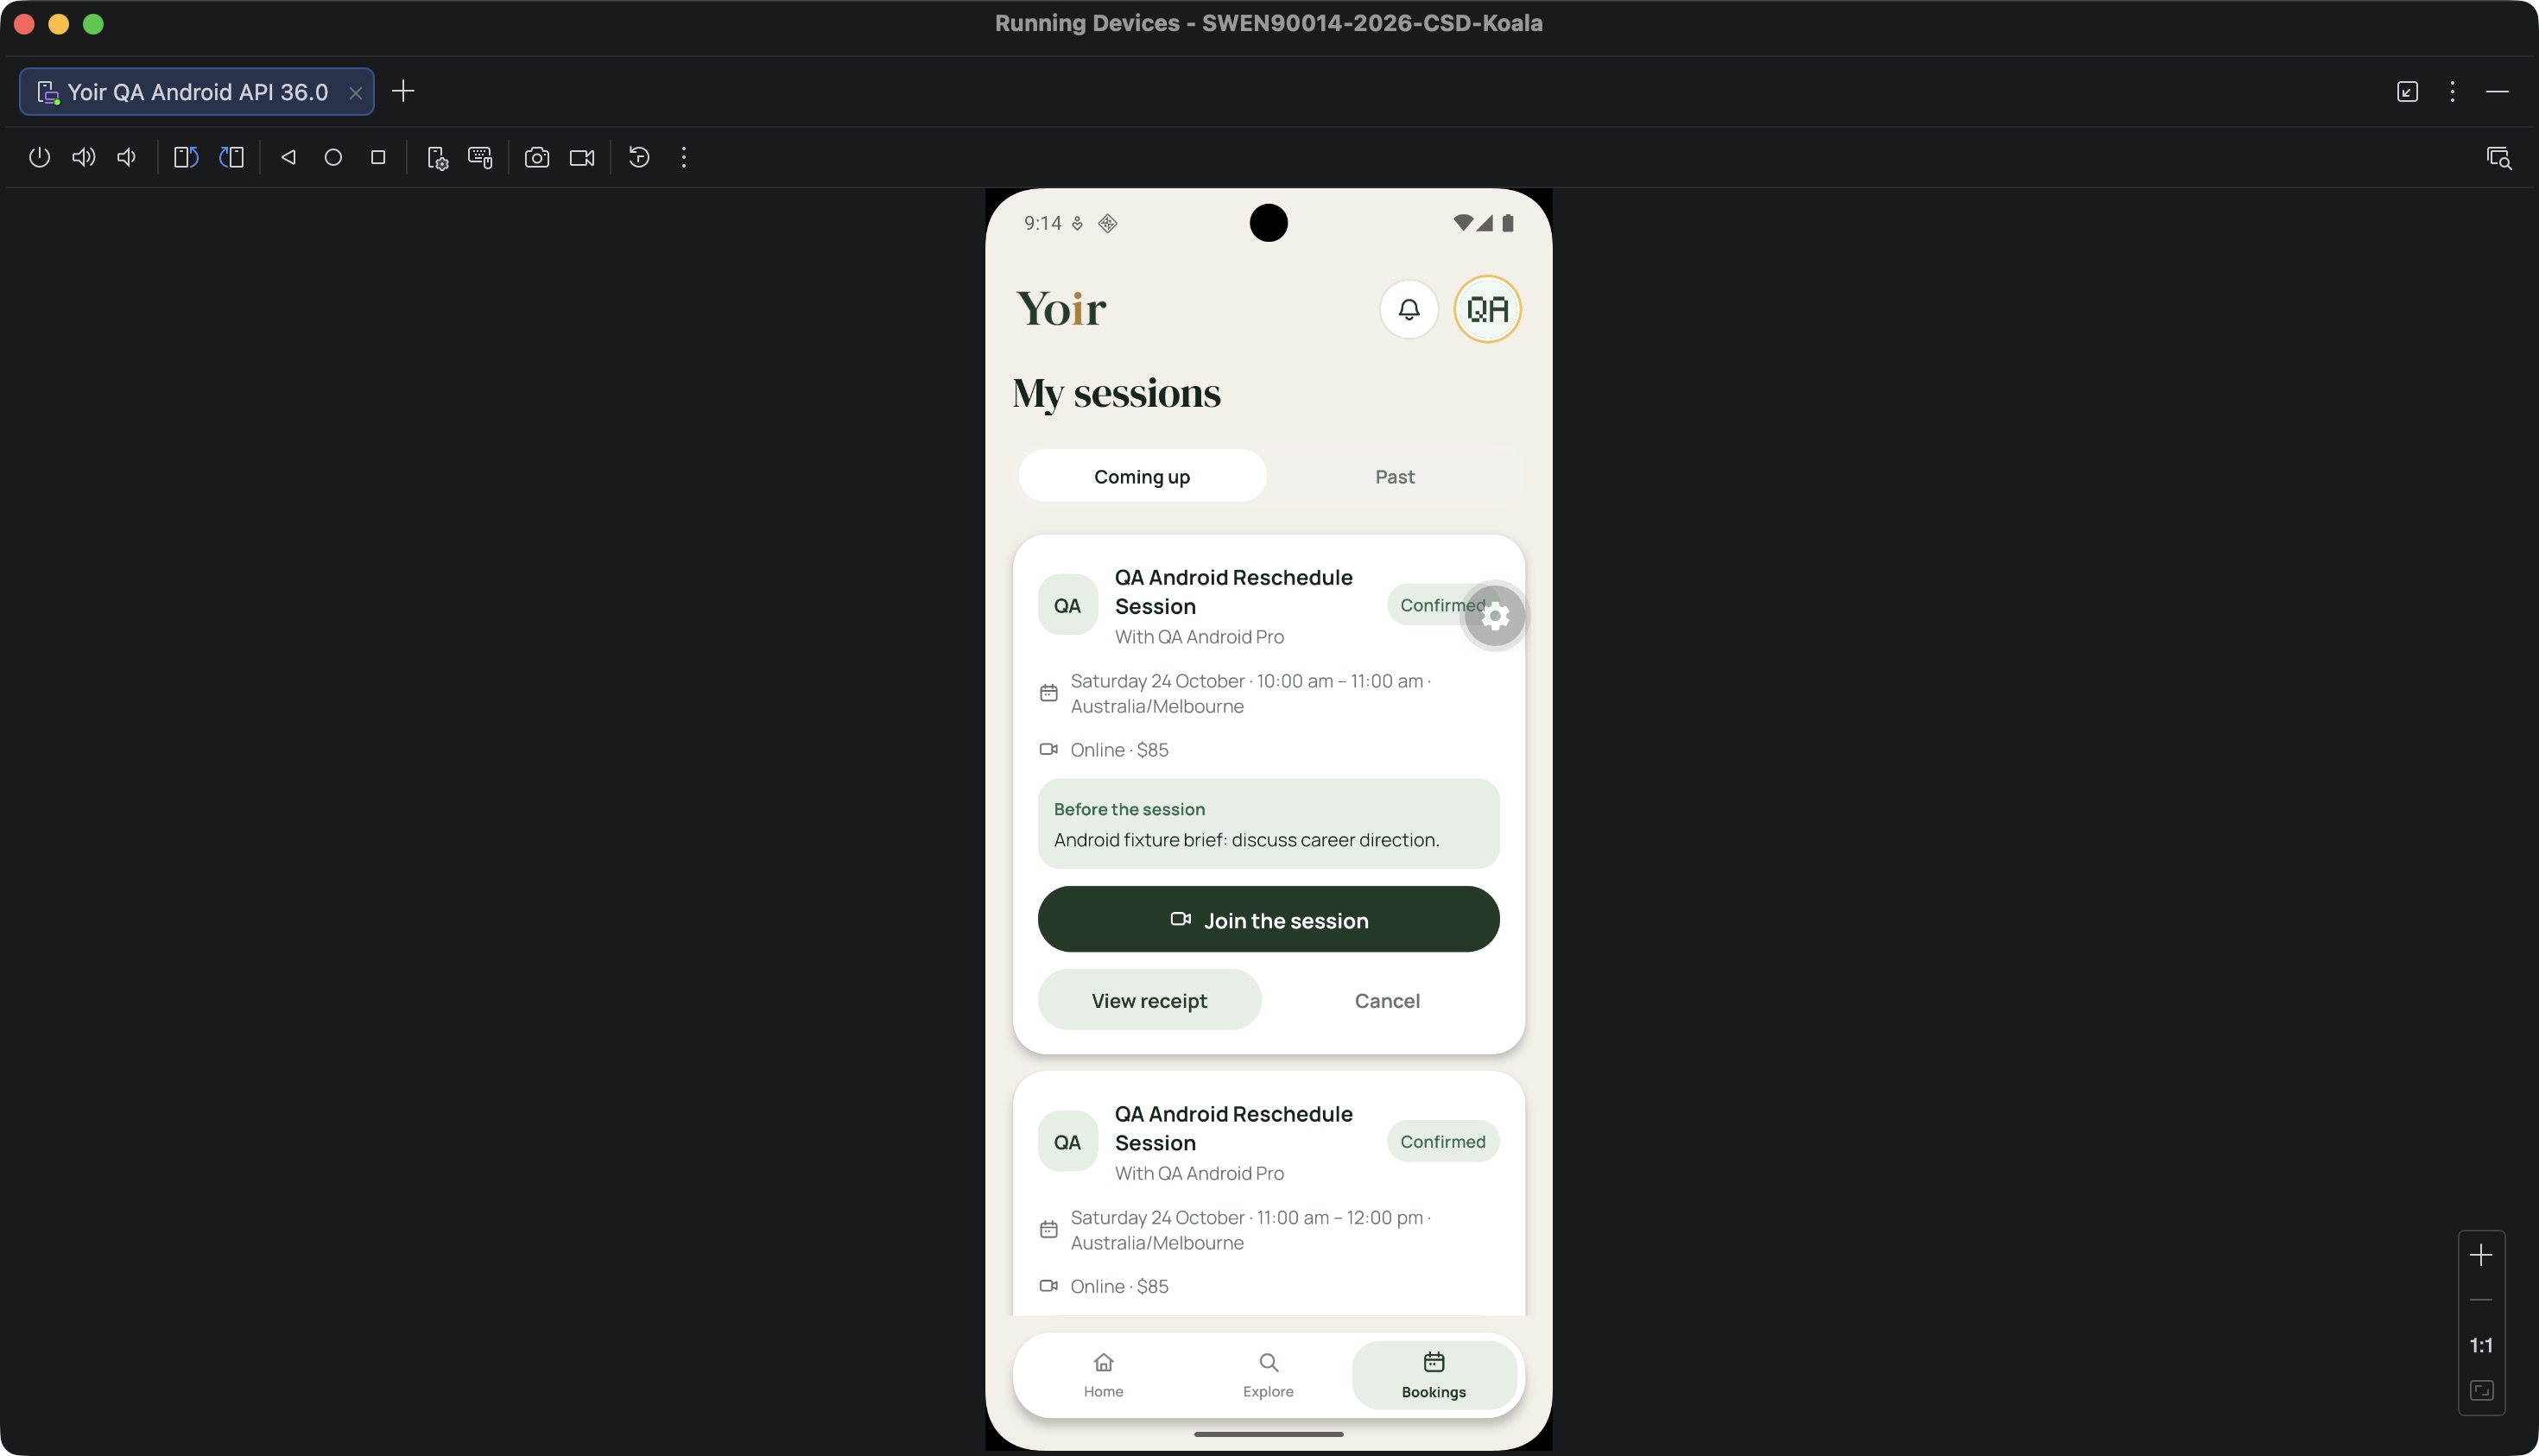 Running Devices - SWEN90014-2026-CSD-Koala
Yoir QA Android API 36.0
9:14
Yoir
QA
My sessions
Coming up
Past
QA
QA Android Reschedule
Session
With QA Android Pro
Confirmed
Saturday 24 October · 10:00 am – 11:00 am ·
Australia/Melbourne
Online · $85
Before the session
Android fixture brief: discuss career direction.
Join the session
View receipt
Cancel
QA
QA Android Reschedule
Session
With QA Android Pro
Confirmed
Saturday 24 October · 11:00 am – 12:00 pm ·
Australia/Melbourne
Online · $85
Home
Explore
Bookings
1:1